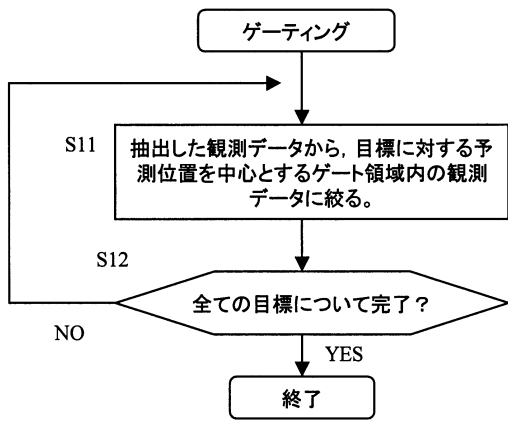 ゲーティング
S11
抽出した観測データから，目標に対する予
測位置を中心とするゲート領域内の観測
データに絞る。
S12
全ての目標について完了？
NO
YES
終了